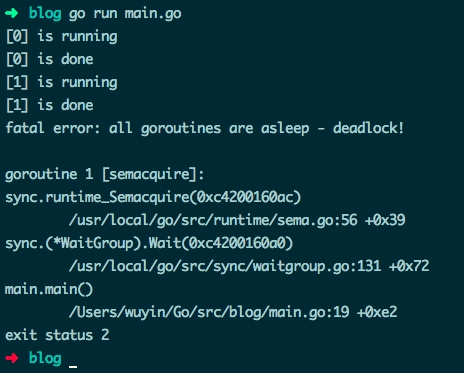 ➜ blog go run main.go
[0] is running
[0] is done
[1] is running
[1] is done
fatal error: all goroutines are asleep - deadlock!

goroutine 1 [semacquire]:
sync.runtime_Semacquire(0xc4200160ac)
        /usr/local/go/src/runtime/sema.go:56 +0x39
sync.(*WaitGroup).Wait(0xc4200160a0)
        /usr/local/go/src/sync/waitgroup.go:131 +0x72
main.main()
        /Users/wuyin/Go/src/blog/main.go:19 +0xe2
exit status 2
➜ blog _